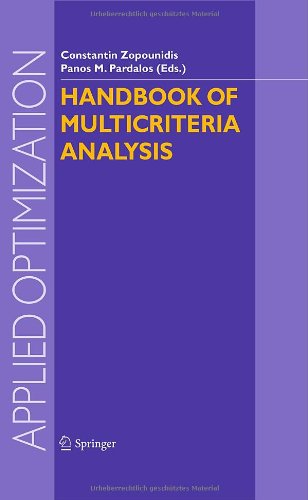 Urheberrechtlich geschütztes Material
Constantin Zopounidis
Panos M. Pardalos (Eds.)
HANDBOOK OF
MULTICRITERIA
ANALYSIS
APPLIED OPTIMIZATION
Springer
Urheberrechtlich geschütztes Material